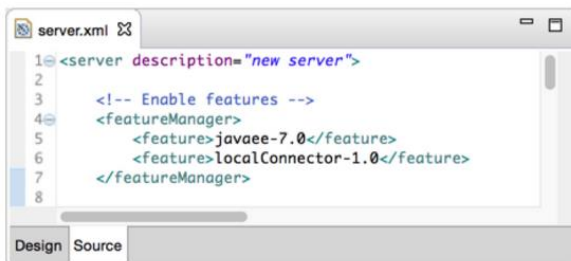 server.xml
1 <server description="new server">
2
3 <!-- Enable features -->
4 <featureManager>
5 <feature>javaee-7.0</feature>
6 <feature>localConnector-1.0</feature>
7 </featureManager>
8
Design Source